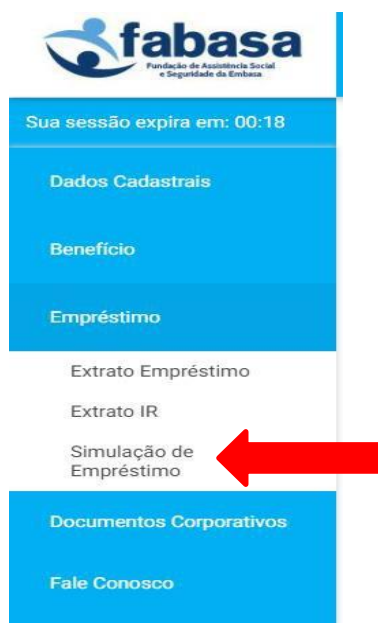 fabasa
Fundação de Assistência Social
e Seguridade da Embasa
Sua sessão expira em: 00:18
Dados Cadastrais
Benefício
Empréstimo
Extrato Empréstimo
Extrato IR
Simulação de
Empréstimo
Documentos Corporativos
Fale Conosco